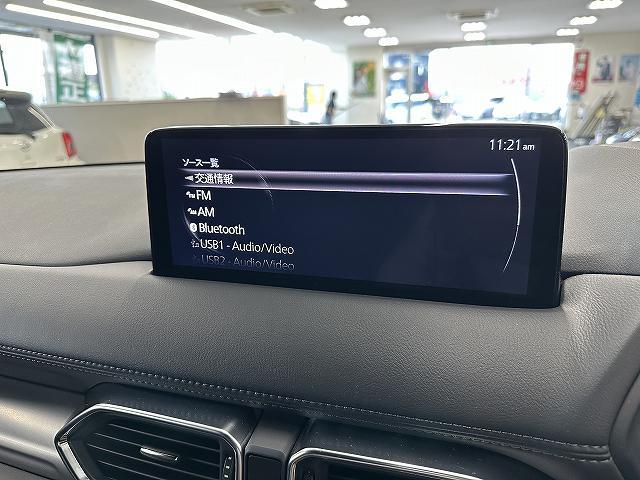 11:21 am
ソース一覧
交通情報
FM
AM
Bluetooth
USB1 - Audio/Video
USB2 - Audio/Video